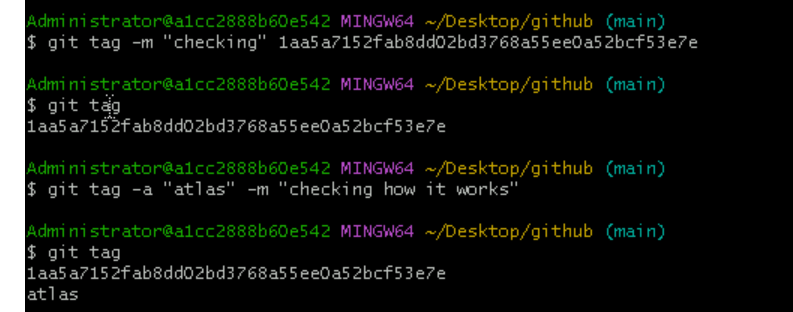 Administrator@a1cc2888b60e542 MINGW64 ~/Desktop/github (main)
$ git tag -m "checking" 1aa5a7152fab8dd02bd3768a55ee0a52bcf53e7e
Administrator@a1cc2888b60e542 MINGW64 ~/Desktop/github (main)
$ git tag
1aa5a7152fab8dd02bd3768a55ee0a52bcf53e7e
Administrator@a1cc2888b60e542 MINGW64 ~/Desktop/github (main)
$ git tag -a "atlas" -m "checking how it works"
Administrator@a1cc2888b60e542 MINGW64 ~/Desktop/github (main)
$ git tag
1aa5a7152fab8dd02bd3768a55ee0a52bcf53e7e
atlas